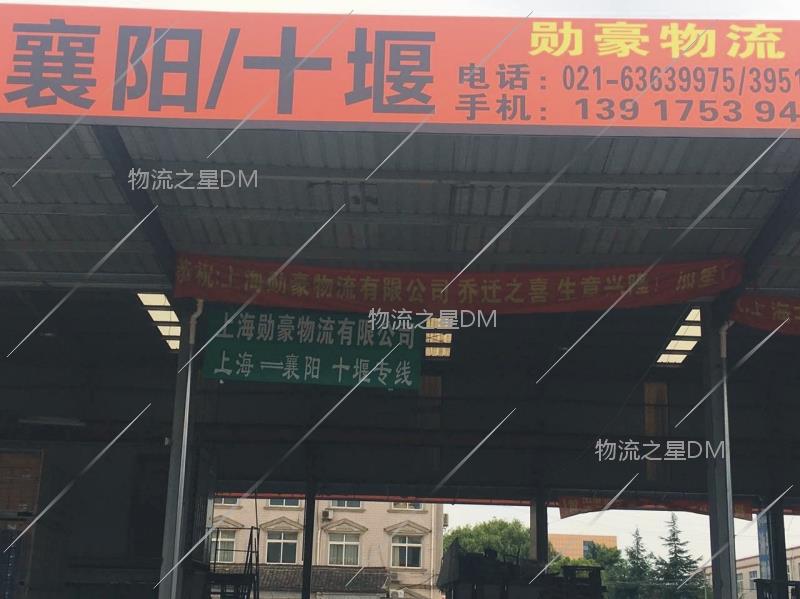 襄阳/十堰
勋豪物流
电话：021-63639975/3951
手机：1391753 94
物流之星DM
恭祝:上海勋豪物流有限公司 乔迁之喜 生意兴隆！
物流之星DM
上海勋豪物流有限公司
上海 襄阳 十堰专线
物流之星DM